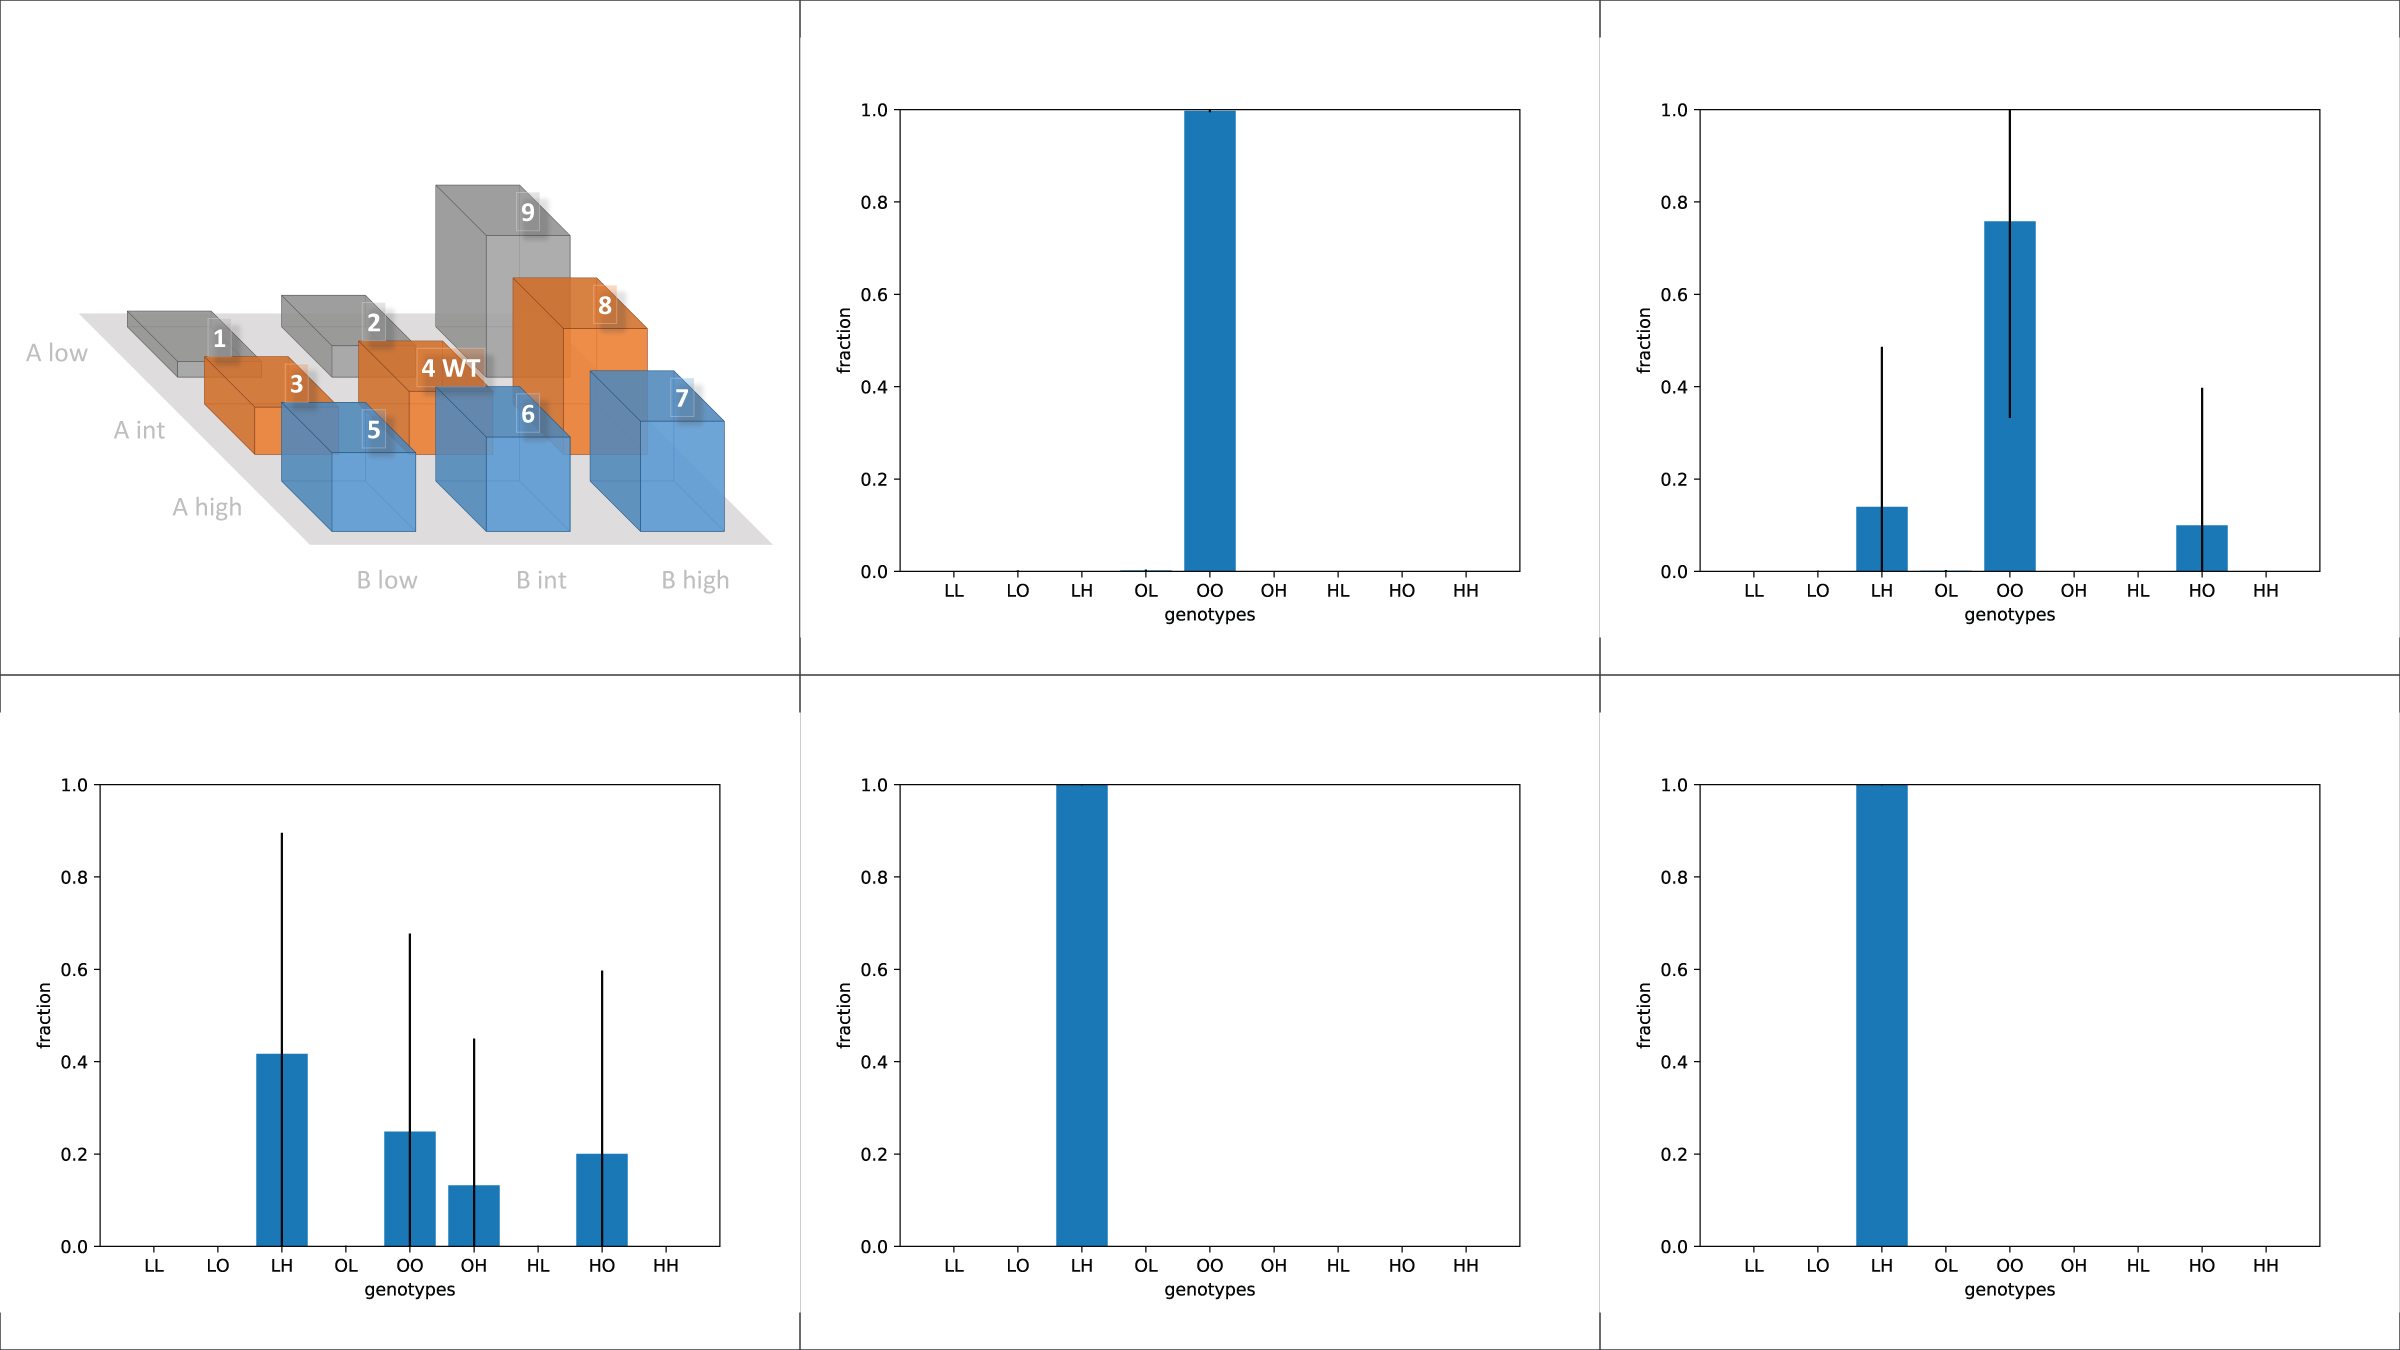 9
8
1
2
4 WT
7
3
6
5
A low
A int
A high
B low
B int
B high
1.0
0.8
0.6
0.4
0.2
0.0
fraction
LL LO LH OL OO OH HL HO HH
genotypes
1.0
0.8
0.6
0.4
0.2
0.0
fraction
LL LO LH OL OO OH HL HO HH
genotypes
1.0
0.8
0.6
0.4
0.2
0.0
fraction
LL LO LH OL OO OH HL HO HH
genotypes
1.0
0.8
0.6
0.4
0.2
0.0
fraction
LL LO LH OL OO OH HL HO HH
genotypes
1.0
0.8
0.6
0.4
0.2
0.0
fraction
LL LO LH OL OO OH HL HO HH
genotypes